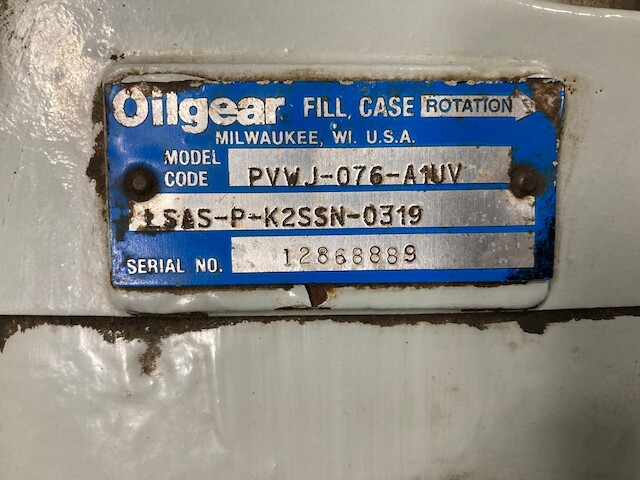 Oilgear FILL CASE ROTATION
MILWAUKEE, WI. U.S.A.
MODEL CODE PVWJ-076-A1UV
LSAS-P-K2SSN-0319
SERIAL NO. 12868889